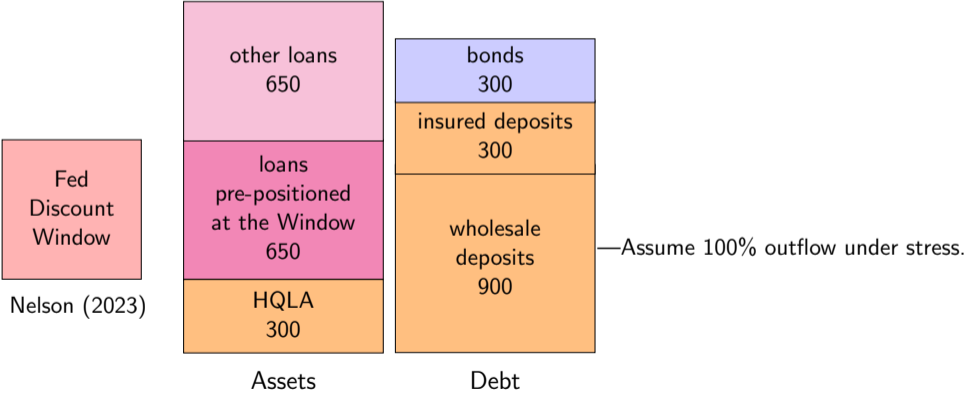 other loans
650
bonds
300
insured deposits
300
Fed
Discount
Window
loans
pre-positioned
at the Window
650
wholesale
deposits
900
Assume 100% outflow under stress.
Nelson (2023)
HQLA
300
Assets
Debt